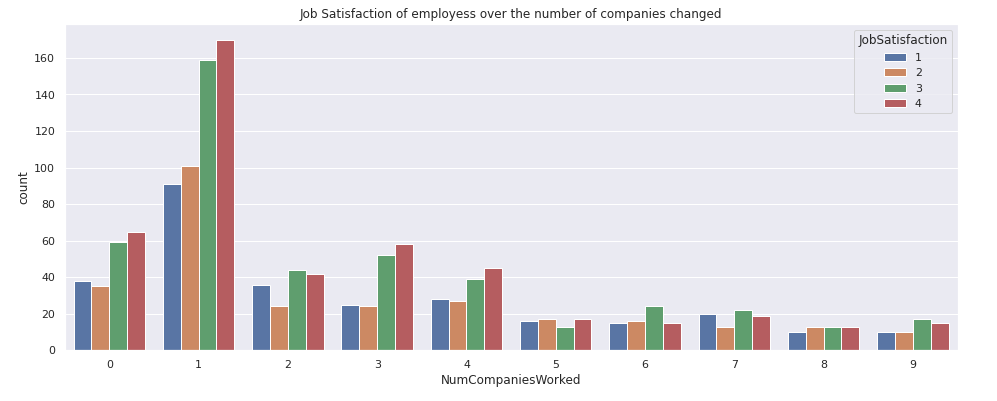 Job Satisfaction of employess over the number of companies changed
JobSatisfaction
1
2
3
4
160
140
120
100
80
60
40
20
0
count
0 1 2 3 4 5 6 7 8 9
NumCompaniesWorked